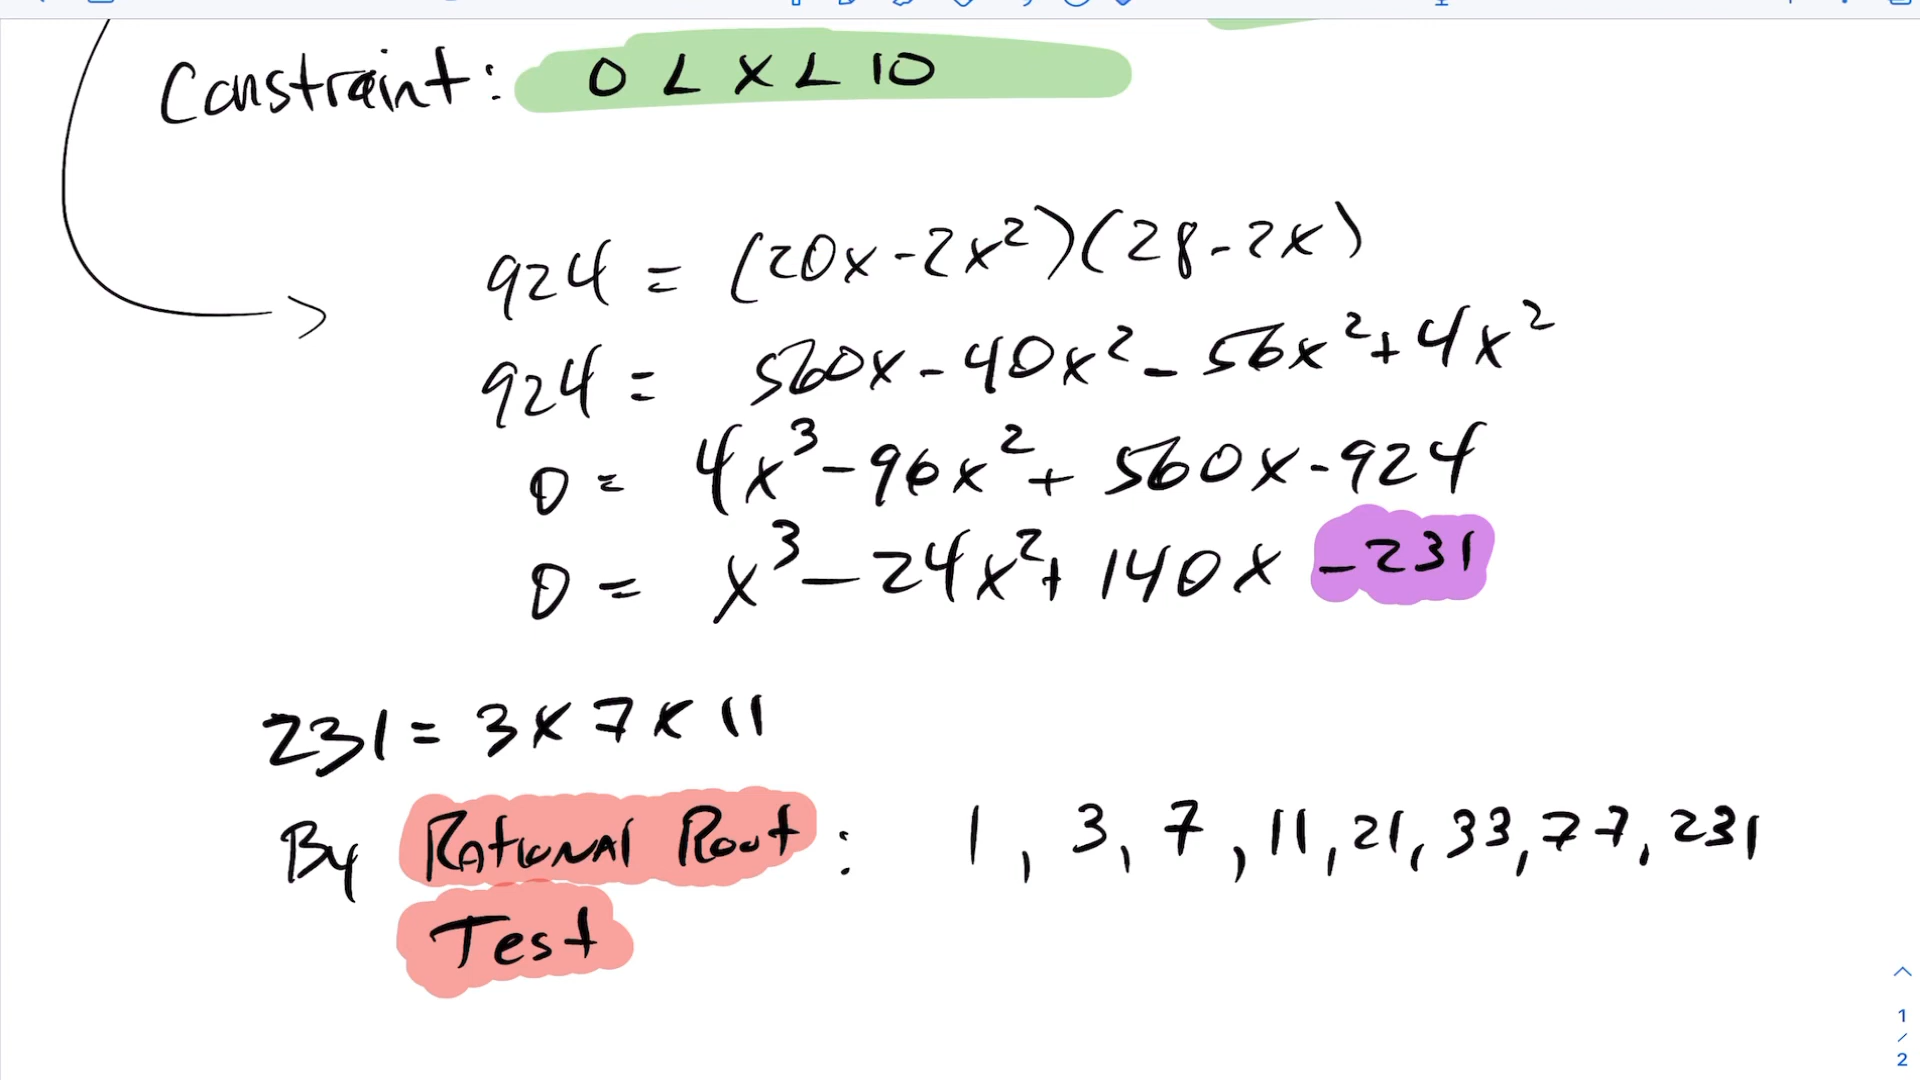 Constraint: 0 < x < 10
924 = (20x - 2x²)(28 - 2x)
924 = 560x - 40x² - 56x² + 4x²
0 = 4x³ - 96x² + 560x - 924
0 = x³ - 24x² + 140x - 231
231 = 3 x 7 x 11
By Rational Root : 1, 3, 7, 11, 21, 33, 77, 231
Test
1
/
2